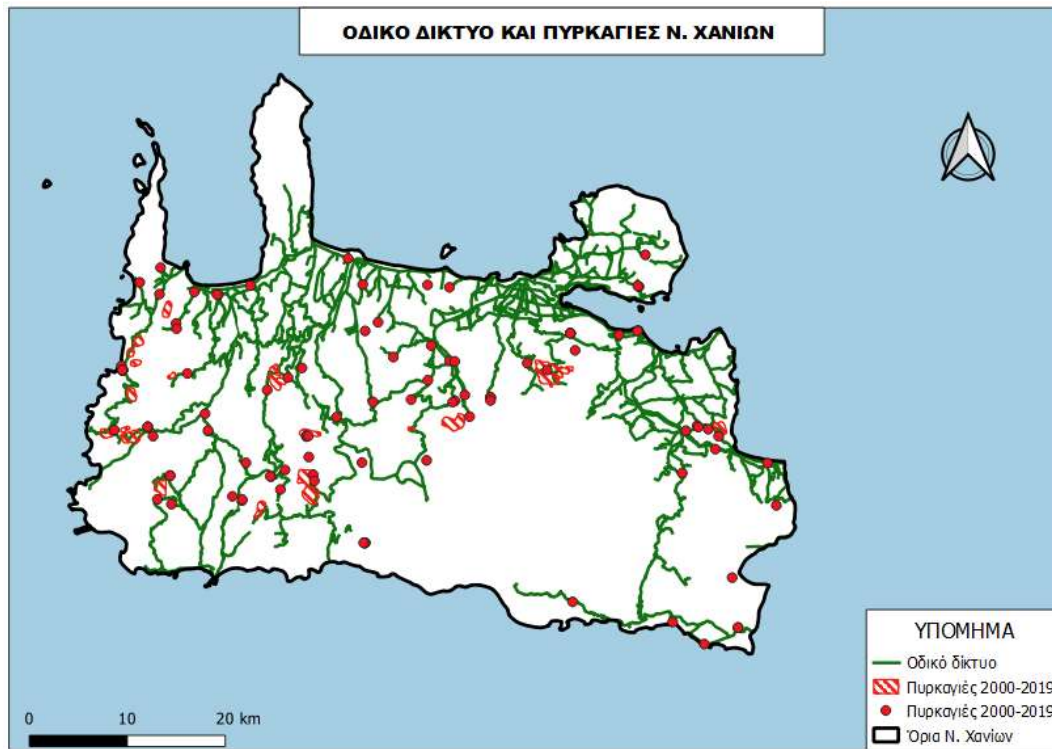 ΟΔΙΚΟ ΔΙΚΤΥΟ ΚΑΙ ΠΥΡΚΑΓΙΕΣ Ν. ΧΑΝΙΩΝ
ΥΠΟΜΗΜΑ
Οδικό δίκτυο
Πυρκαγιές 2000-2019
Πυρκαγιές 2000-2019
Όρια Ν. Χανίων
0 10 20 km